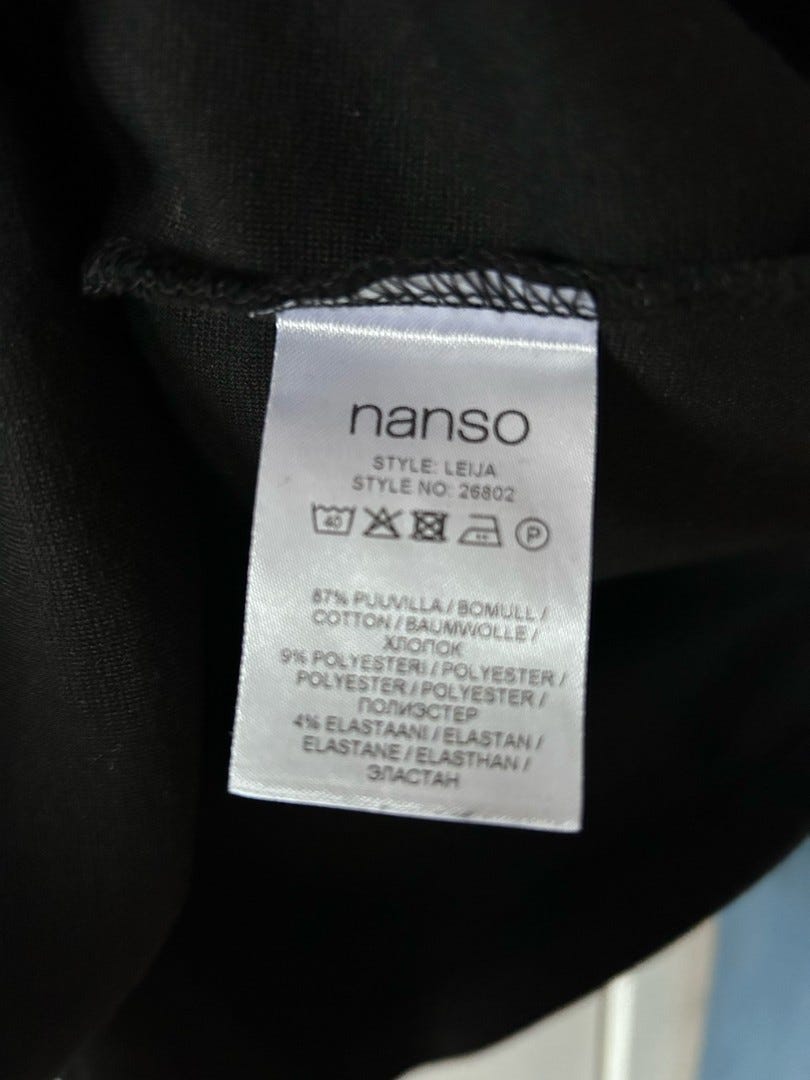 nanso
STYLE: LEIJA
STYLE NO: 26802
40 P
87% PUUVILLA / BOMULL /
COTTON / BAUMWOLLE /
ХЛОПОК
9% POLYESTERI / POLYESTER /
POLYESTER / POLYESTER /
ПОЛИЭСТЕР
4% ELASTAANI / ELASTAN /
ELASTANE / ELASTHAN /
ЭЛАСТАН